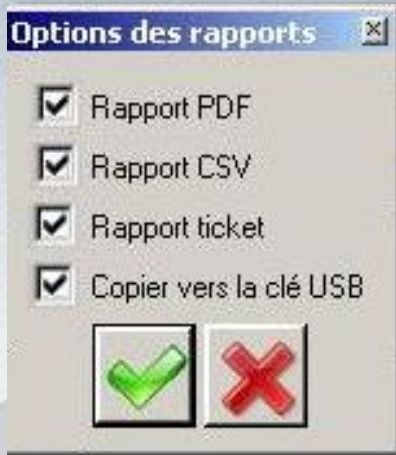 Options des rapports
Rapport PDF
Rapport CSV
Rapport ticket
Copier vers la clé USB